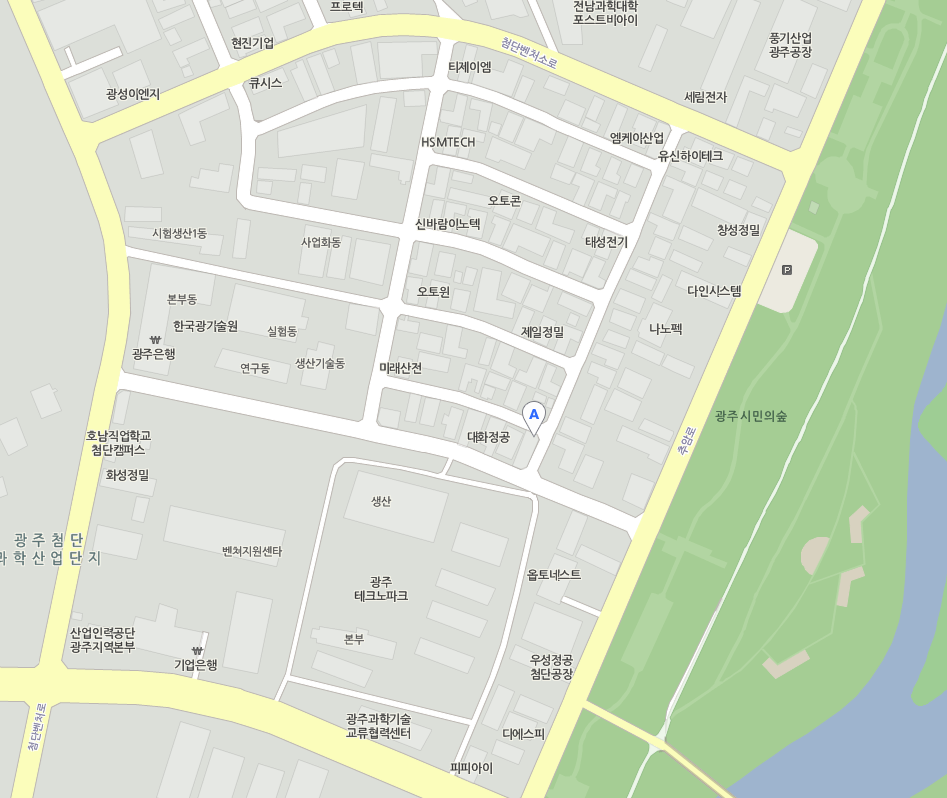 프로텍
전남과학대학
포스트비아이
현진기업
풍기산업
광주공장
첨단벤처소로
티제이엠
큐시스
광성이엔지
세림전자
HSMTECH
엠케이산업
유신하이테크
오토콘
신바람이노텍
시험생산1동
사업화동
태성전기
창성정밀
P
본부동
오토윈
다인시스템
한국광기술원
실험동
제일정밀
나노펙
₩
광주은행
연구동
생산기술동
미래산전
A
광주시민의숲
호남직업학교
첨단캠퍼스
대화정공
추암로
화성정밀
생산
광주첨단
과학산업단지
벤쳐지원센타
옵토네스트
광주
테크노파크
산업인력공단
광주지역본부
본부
₩
기업은행
우성정공
첨단공장
첨단벤처로
광주과학기술
교류협력센터
디에스피
피피아이